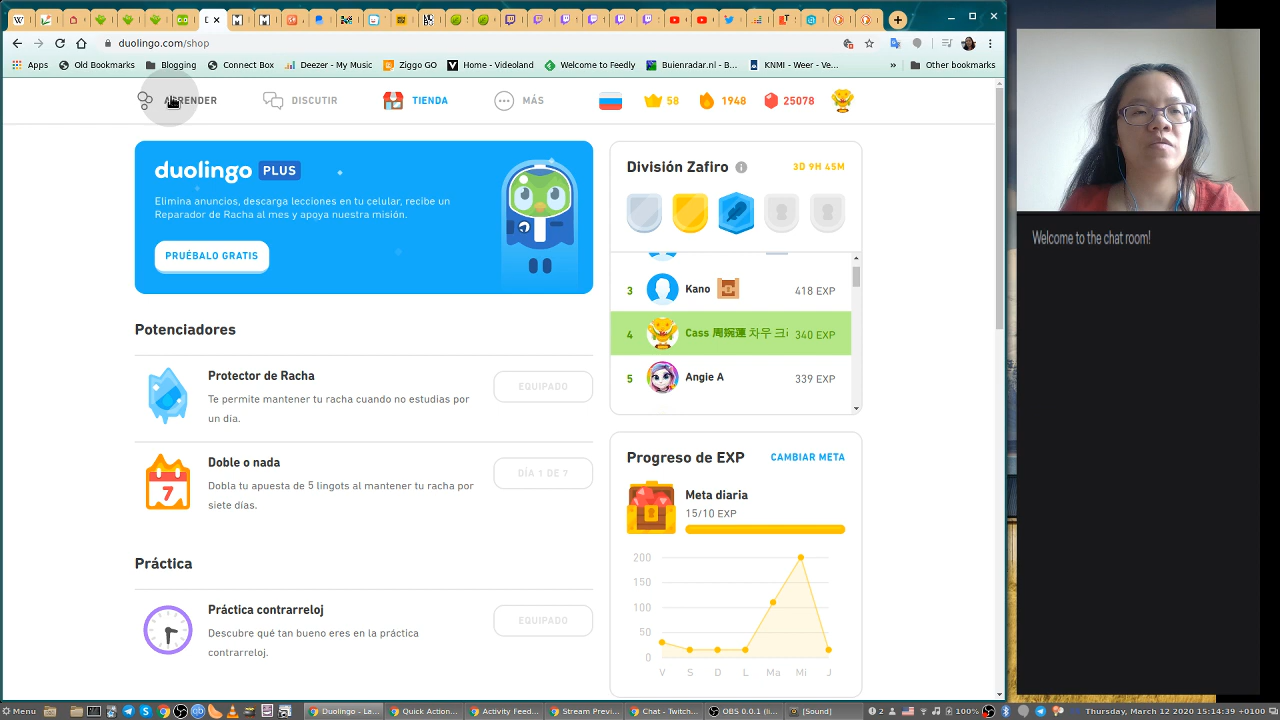 duolingo.com/shop
Apps
Old Bookmarks
Blogging
Connect Box
Deezer - My Music
Ziggo GO
Home - Videoland
Welcome to Feedly
Buienradar.nl - B...
KNMI - Weer - Ve...
»
Other bookmarks
APRENDER
DISCUTIR
TIENDA
MÁS
58
1948
25078
duolingo PLUS
Elimina anuncios, descarga lecciones en tu celular, recibe un
Reparador de Racha al mes y apoya nuestra misión.
PRUÉBALO GRATIS
Potenciadores
Protector de Racha
Te permite mantener tu racha cuando no estudias por
un día.
EQUIPADO
Doble o nada
Dobla tu apuesta de 5 lingots al mantener tu racha por
siete días.
DÍA 1 DE 7
Práctica
Práctica contrarreloj
Descubre qué tan bueno eres en la práctica
contrarreloj.
EQUIPADO
División Zafiro
3D 9H 45M
3 Kano 418 EXP
4 Cass 周婉蓮 차우 340 EXP
5 Angie A 339 EXP
Progreso de EXP
CAMBIAR META
Meta diaria
15/10 EXP
200
150
100
50
0
V S D L Ma Mi J
Welcome to the chat room!
Menu
Duolingo - La...
Quick Action...
Activity Feed...
Stream Previ...
Chat - Twitch...
OBS 0.0.1 (li...
(Sound)
2
100%
Thursday, March 12 2020 15:14:39 +0100